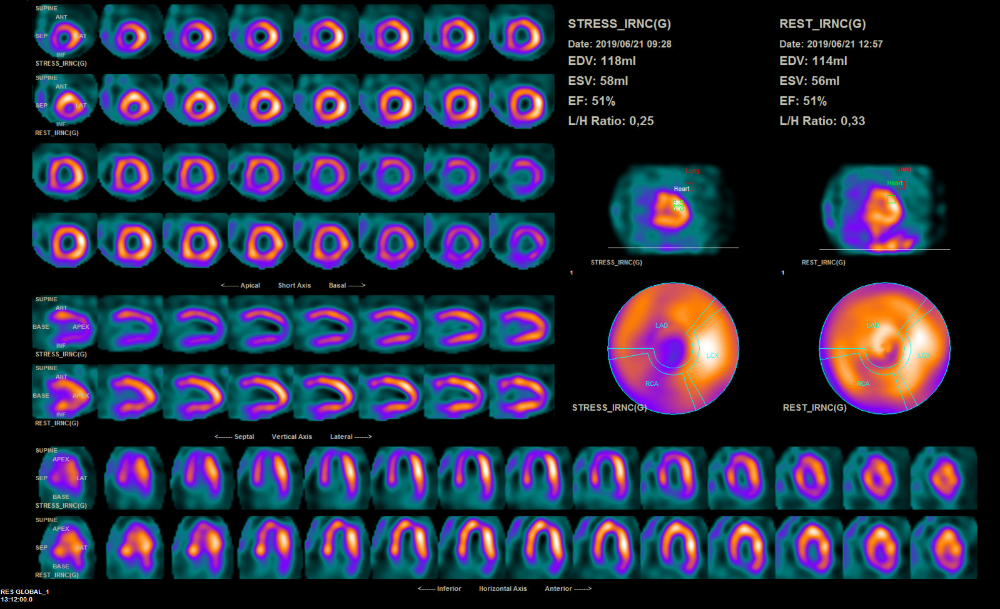 SUPINE
ANT
SEP LAT
INF
STRESS_IRNC(G)
SUPINE
ANT
SEP LAT
INF
REST_IRNC(G)
<------ Apical Short Axis Basal ------>
SUPINE
ANT
BASE APEX
INF
STRESS_IRNC(G)
SUPINE
ANT
BASE APEX
INF
REST_IRNC(G)
<------ Septal Vertical Axis Lateral ------>
STRESS_IRNC(G)
Date: 2019/06/21 09:28
EDV: 118ml
ESV: 58ml
EF: 51%
L/H Ratio: 0,25
REST_IRNC(G)
Date: 2019/06/21 12:57
EDV: 114ml
ESV: 56ml
EF: 51%
L/H Ratio: 0,33
Lung
Heart
STRESS_IRNC(G)
1
Lung
Heart
REST_IRNC(G)
1
LAD
LCX
RCA
STRESS_IRNC(G)
LAD
LCX
RCA
REST_IRNC(G)
SUPINE
APEX
SEP LAT
BASE
STRESS_IRNC(G)
SUPINE
APEX
SEP LAT
BASE
REST_IRNC(G)
<------ Inferior Horizontal Axis Anterior ------>
RES GLOBAL_1
13:12:00.0